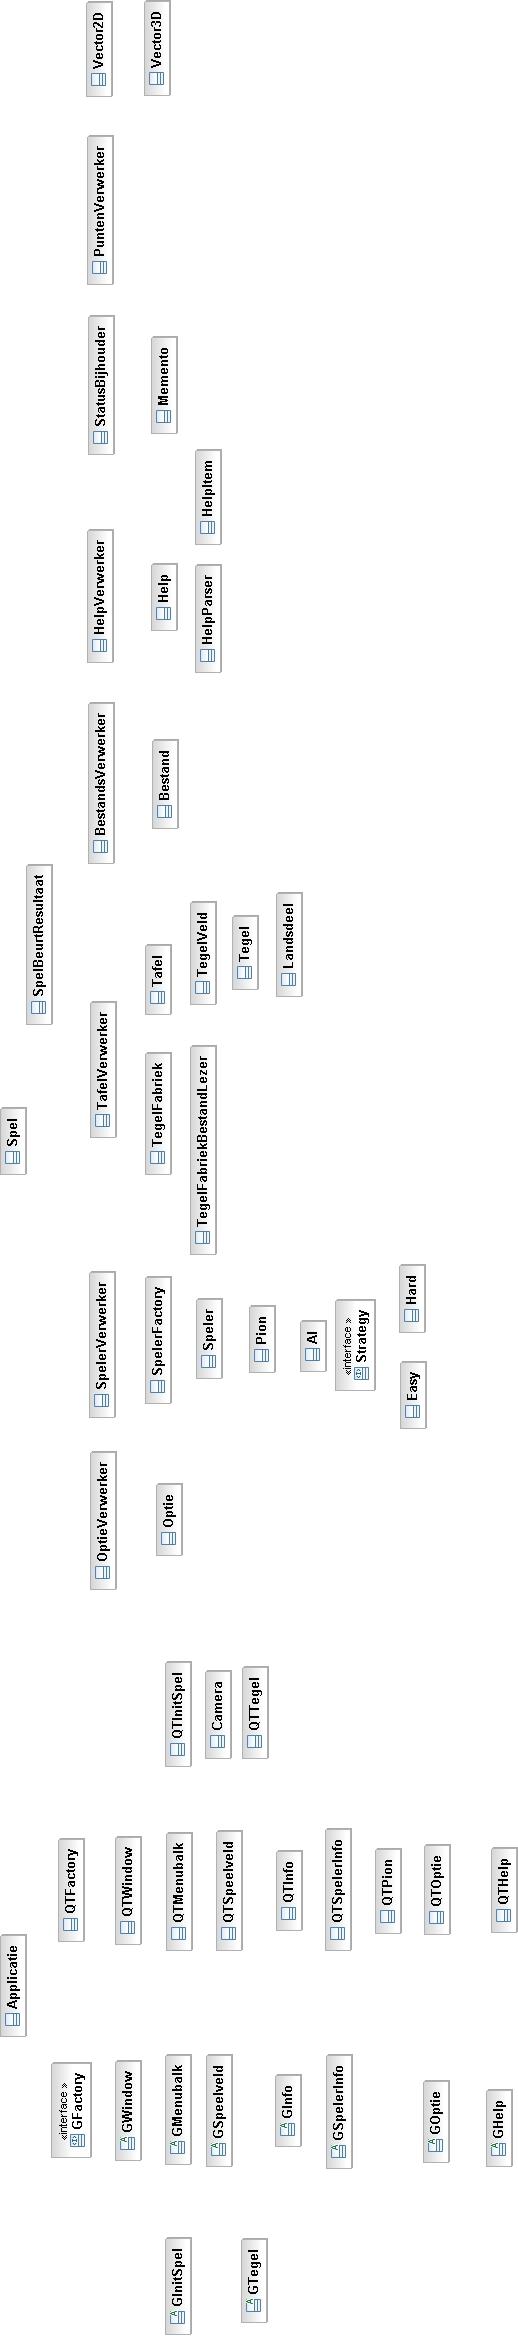 Applicatie
Spel
SpelBeurtResultaat
«interface »
GFactory
QTFactory
OptieVerwerker
SpelerVerwerker
TafelVerwerker
BestandsVerwerker
HelpVerwerker
StatusBijhouder
PuntenVerwerker
Vector2D
GWindow
QTWindow
GInitSpel
GMenubalk
QTMenubalk
QTInitSpel
Optie
SpelerFactory
TegelFabriek
Tafel
Bestand
Help
Memento
Vector3D
GSpeelveld
QTSpeelveld
Camera
Speler
TegelFabriekBestandLezer
TegelVeld
HelpParser
HelpItem
GTegel
QTTegel
Pion
Tegel
GInfo
QTInfo
AI
Landsdeel
GSpelerInfo
QTSpelerInfo
«interface »
Strategy
QTPion
Easy
Hard
GOptie
QTOptie
GHelp
QTHelp